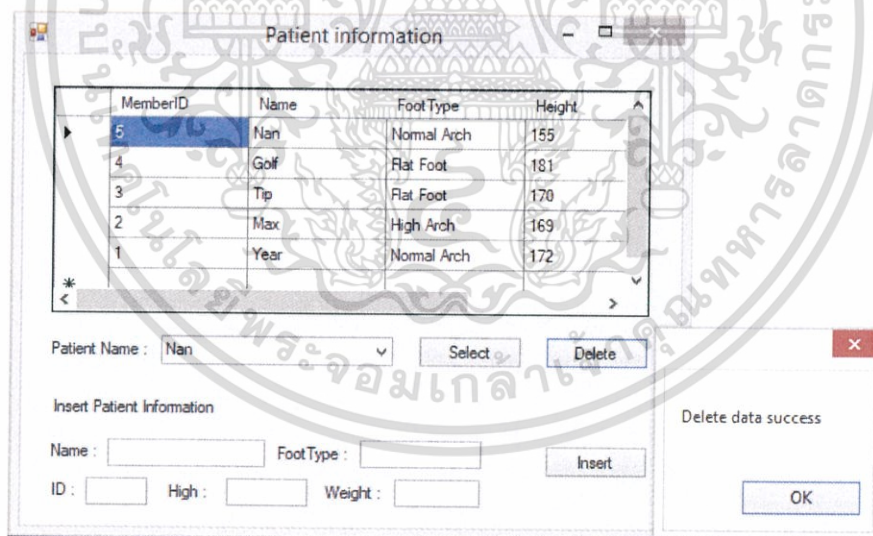 Patient information
MemberID Name FootType Height
5 Nan Normal Arch 155
4 Golf Flat Foot 181
3 Tip Flat Foot 170
2 Max High Arch 169
1 Year Normal Arch 172
Patient Name : Nan Select Delete
Insert Patient Information
Name : FootType : Insert
ID : High : Weight :
Delete data success
OK